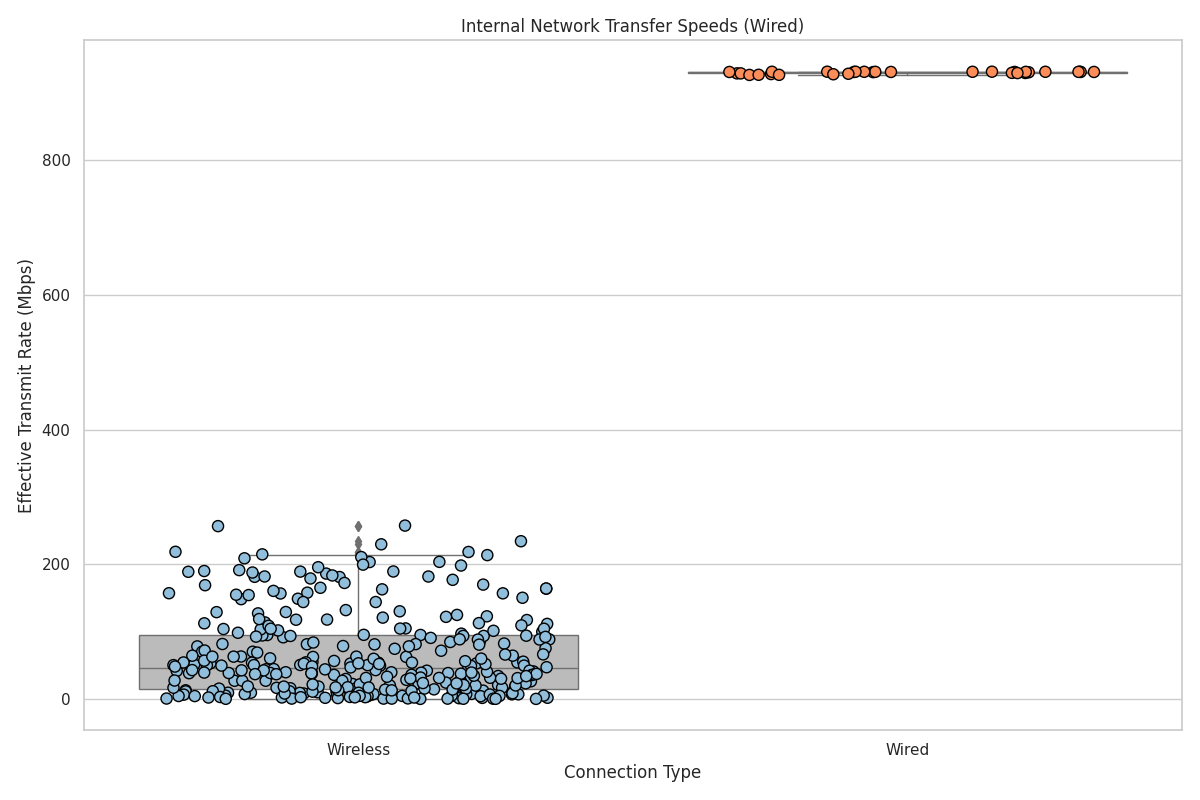 Internal Network Transfer Speeds (Wired)
Effective Transmit Rate (Mbps)
800
600
400
200
0
Wireless
Wired
Connection Type